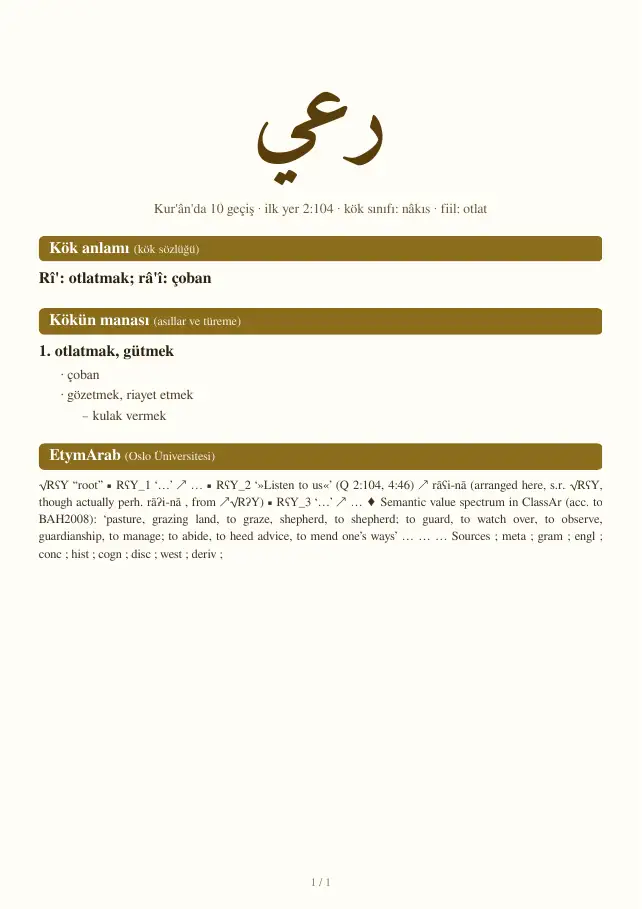 رعي
Kur'ân'da 10 geçiş · ilk yer 2:104 · kök sınıfı: nâkıs · fiil: otlat
Kök anlamı (kök sözlüğü)
Rî': otlatmak; râ'î: çoban
Kökün manası (asıllar ve türeme)
1. otlatmak, gütmek
· çoban
· gözetmek, riayet etmek
– kulak vermek
EtymArab (Oslo Üniversitesi)
√RʕY “root” ▪ RʕY_1 ‘…’ ↗ … ▪ RʕY_2 ‘»Listen to us«’ (Q 2:104, 4:46) ↗ rāʕi-nā (arranged here, s.r. √RʕY,
though actually perh. rāʔi-nā , from ↗√RʔY) ▪ RʕY_3 ‘…’ ↗ … ♦ Semantic value spectrum in ClassAr (acc. to
BAH2008): ‘pasture, grazing land, to graze, shepherd, to shepherd; to guard, to watch over, to observe,
guardianship, to manage; to abide, to heed advice, to mend one’s ways’ … … … Sources ; meta ; gram ; engl ;
conc ; hist ; cogn ; disc ; west ; deriv ;
1 / 1